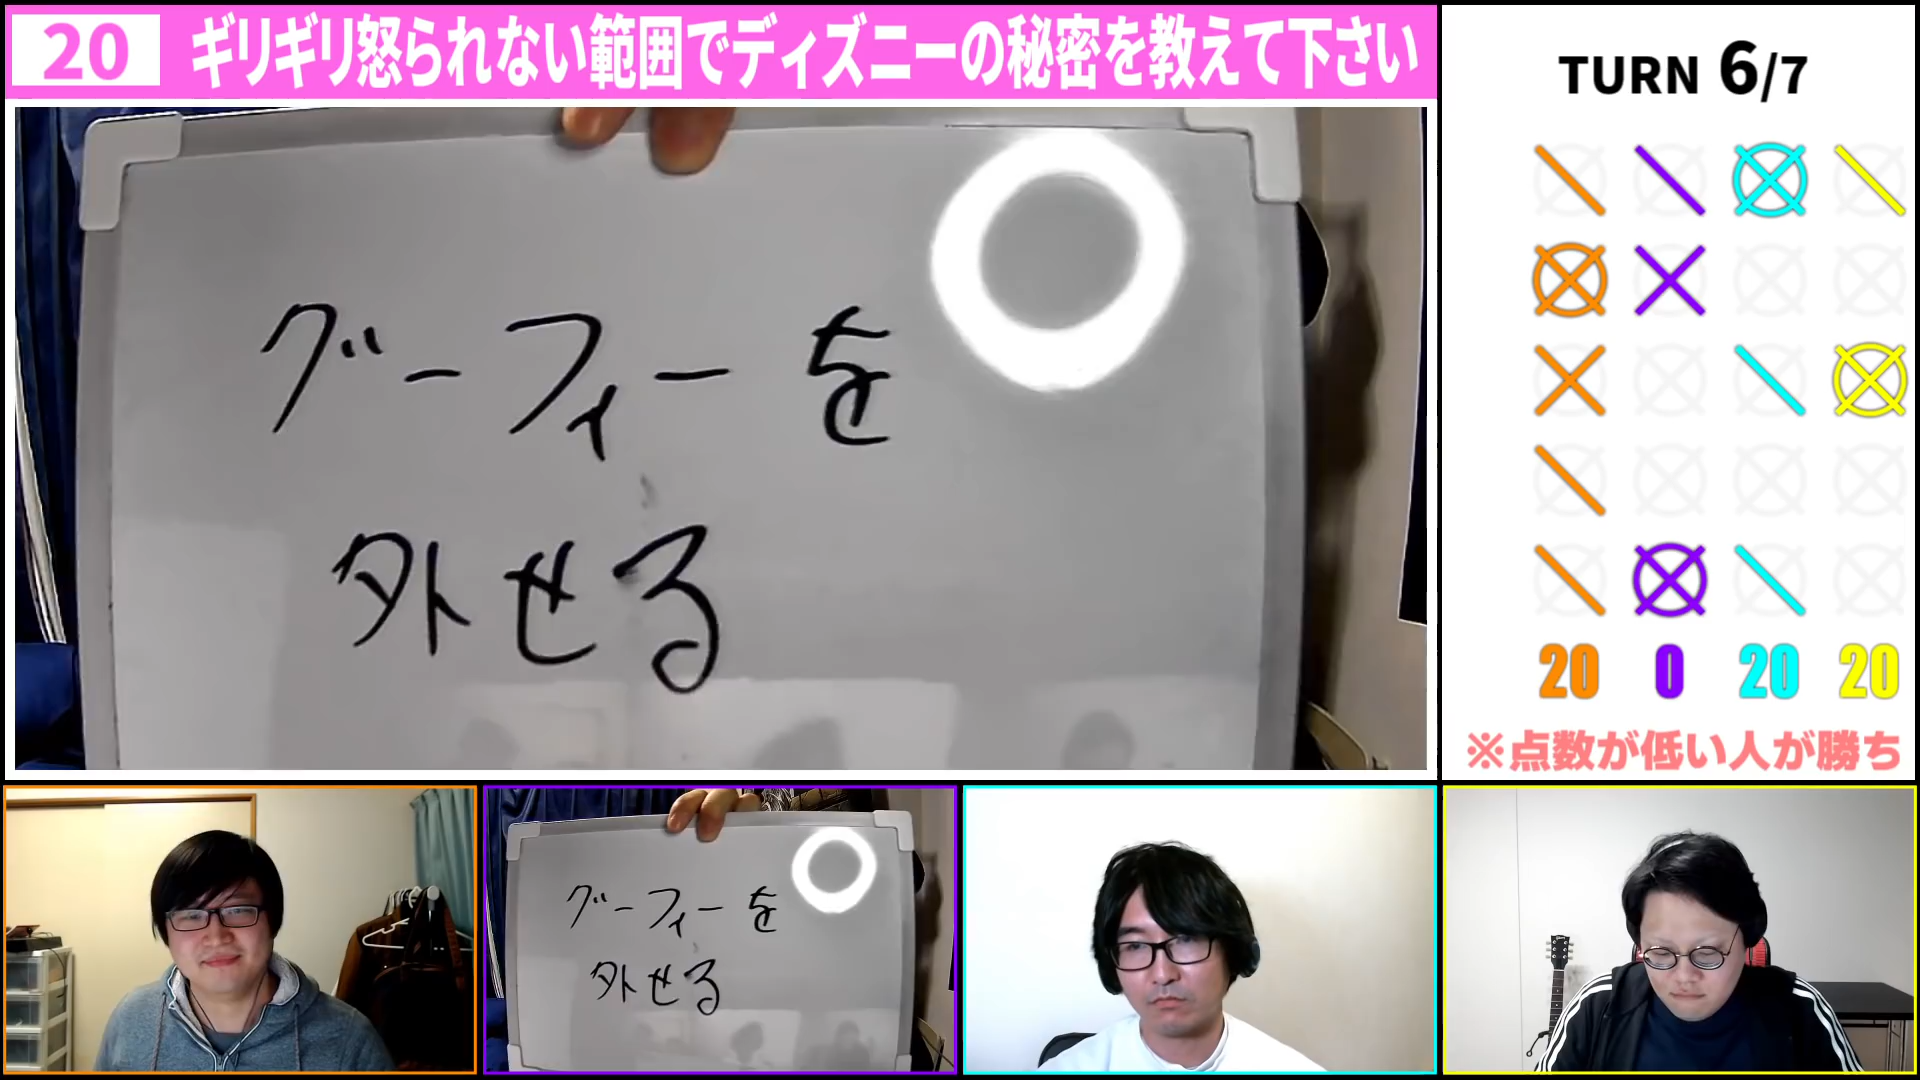 20 ギリギリ怒られない範囲でディズニーの秘密を教えて下さい
TURN 6/7
グーフィーを
外せる
20 0 20 20
※点数が低い人が勝ち
グーフィーを
外せる